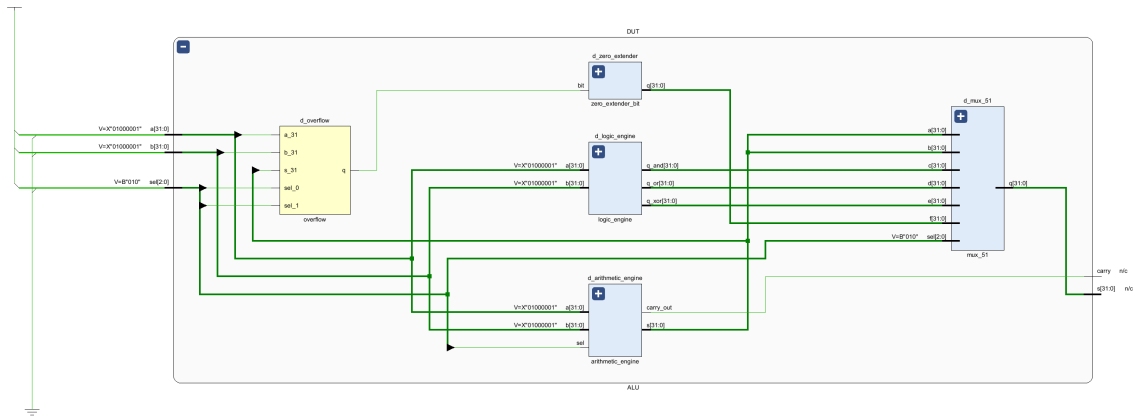 DUT
d_zero_extender
bit q[31:0]
zero_extender_bit
d_mux_51
a[31:0]
b[31:0]
c[31:0]
d[31:0]
e[31:0]
f[31:0]
V=B"010" sel[2:0]
q[31:0]
mux_51
d_overflow
V=X"01000001" a[31:0]
V=X"01000001" b[31:0]
V=B"010" sel[2:0]
a_31
b_31
s_31
q
sel_0
sel_1
overflow
d_logic_engine
V=X"01000001" a[31:0] q_and[31:0]
V=X"01000001" b[31:0] q_or[31:0]
q_xor[31:0]
logic_engine
d_arithmetic_engine
V=X"01000001" a[31:0] carry_out
V=X"01000001" b[31:0] s[31:0]
sel
arithmetic_engine
carry n/c
s[31:0] n/c
ALU